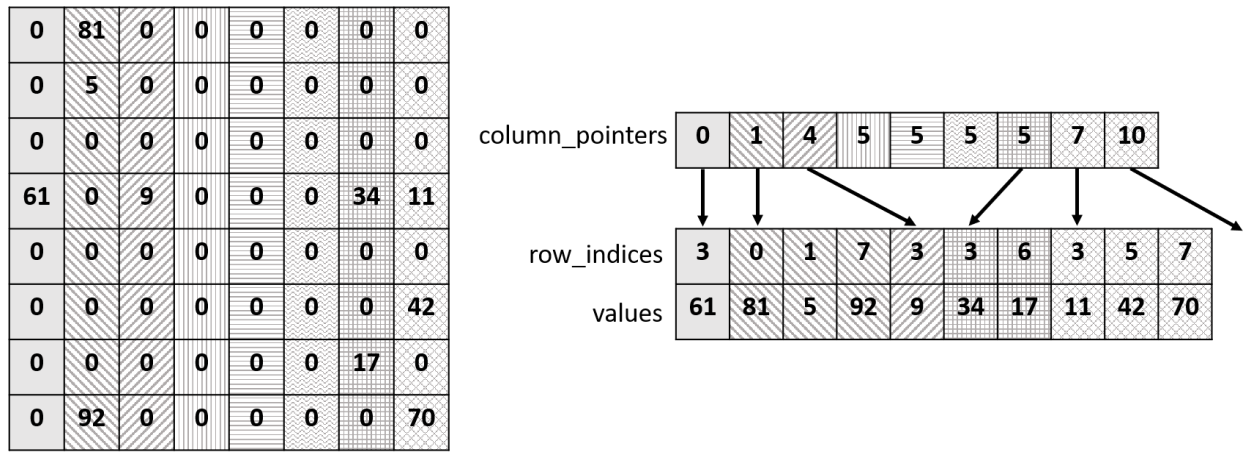 0 81 0 0 0 0 0 0
0 5 0 0 0 0 0 0
0 0 0 0 0 0 0 0
61 0 9 0 0 0 34 11
0 0 0 0 0 0 0 0
0 0 0 0 0 0 0 42
0 0 0 0 0 0 17 0
0 92 0 0 0 0 0 70
column_pointers 0 1 4 5 5 5 5 7 10
row_indices 3 0 1 7 3 3 6 3 5 7
values 61 81 5 92 9 34 17 11 42 70